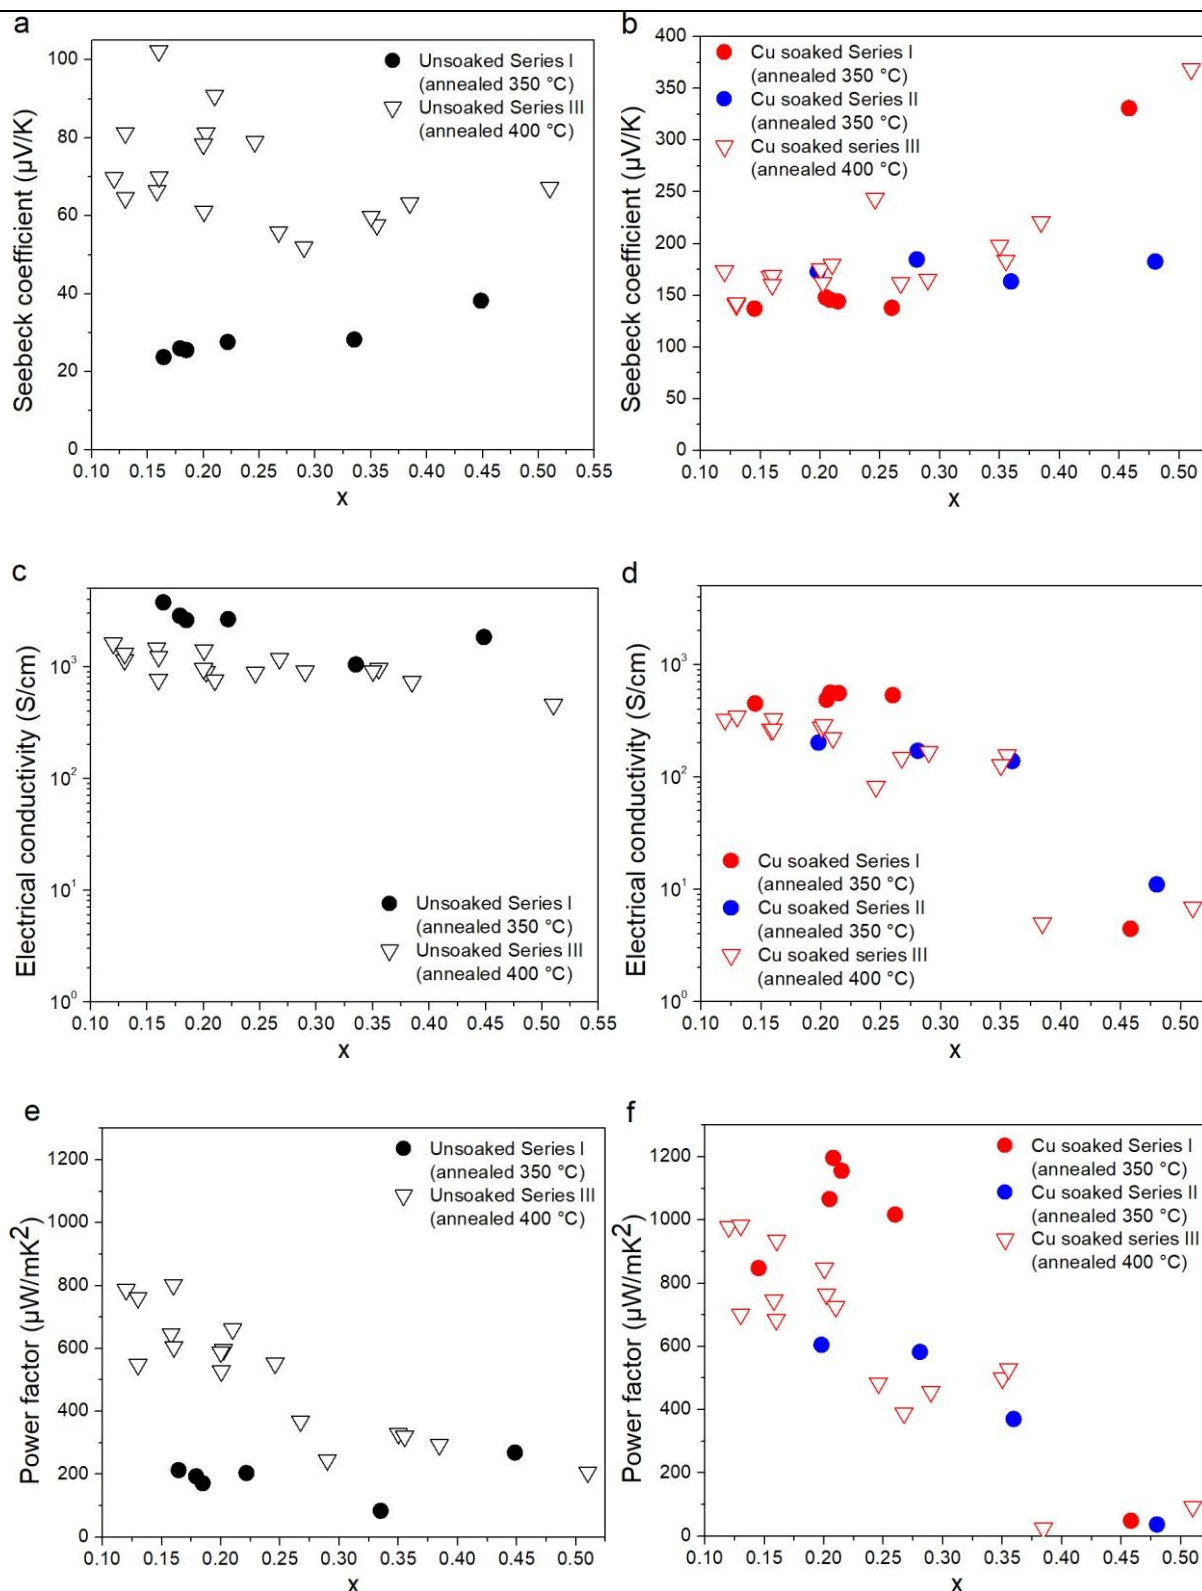 a
Unsoaked Series I
(annealed 350 °C)
Unsoaked Series III
(annealed 400 °C)
Seebeck coefficient (µV/K)
100
80
60
40
20
0
0.10 0.15 0.20 0.25 0.30 0.35 0.40 0.45 0.50 0.55
x
b
Cu soaked Series I
(annealed 350 °C)
Cu soaked Series II
(annealed 350 °C)
Cu soaked series III
(annealed 400 °C)
Seebeck coefficient (µV/K)
400
350
300
250
200
150
100
50
0
0.10 0.15 0.20 0.25 0.30 0.35 0.40 0.45 0.50
x
c
Unsoaked Series I
(annealed 350 °C)
Unsoaked Series III
(annealed 400 °C)
Electrical conductivity (S/cm)
10³
10²
10¹
10⁰
0.10 0.15 0.20 0.25 0.30 0.35 0.40 0.45 0.50 0.55
x
d
Cu soaked Series I
(annealed 350 °C)
Cu soaked Series II
(annealed 350 °C)
Cu soaked series III
(annealed 400 °C)
Electrical conductivity (S/cm)
10³
10²
10¹
10⁰
0.10 0.15 0.20 0.25 0.30 0.35 0.40 0.45 0.50
x
e
Unsoaked Series I
(annealed 350 °C)
Unsoaked Series III
(annealed 400 °C)
Power factor (µW/mK²)
1200
1000
800
600
400
200
0
0.10 0.15 0.20 0.25 0.30 0.35 0.40 0.45 0.50
x
f
Cu soaked Series I
(annealed 350 °C)
Cu soaked Series II
(annealed 350 °C)
Cu soaked series III
(annealed 400 °C)
Power factor (µW/mK²)
1200
1000
800
600
400
200
0
0.10 0.15 0.20 0.25 0.30 0.35 0.40 0.45 0.50
x